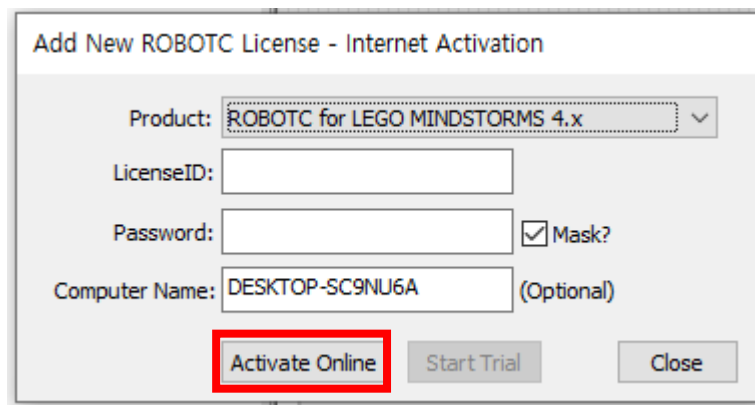 Add New ROBOTC License - Internet Activation
Product: ROBOTC for LEGO MINDSTORMS 4.x
LicenseID:
Password: Mask?
Computer Name: DESKTOP-SC9NU6A (Optional)
Activate Online Start Trial Close